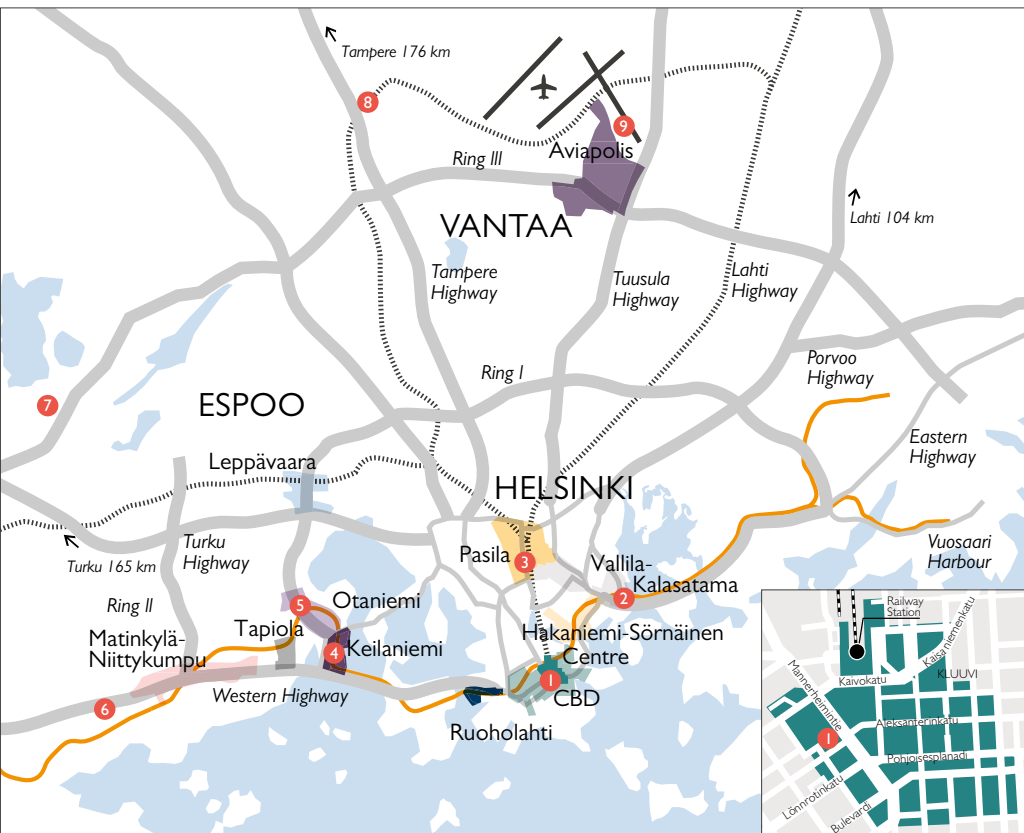 Tampere 176 km
8
9
Aviapolis
Ring III
VANTAA
Lahti 104 km
Tampere
Highway
Tuusula
Highway
Lahti
Highway
Porvoo
Highway
Ring I
7
ESPOO
Eastern
Highway
Leppävaara
HELSINKI
Turku 165 km
Turku
Highway
Pasila
3
Vallila-
Kalasatama
2
Vuosaari
Harbour
Ring II
5
Otaniemi
Tapiola
4
Keilaniemi
Hakaniemi-Sörnäinen
Matinkylä-
Niittykumpu
Centre
1
CBD
Western Highway
6
Ruoholahti
Railway
Station
Kaisaniemenkatu
KLUUVI
Kaivokatu
Mannerheimintie
Aleksanterinkatu
1
Pohjoisesplanadi
Lönnrotinkatu
Bulevardi